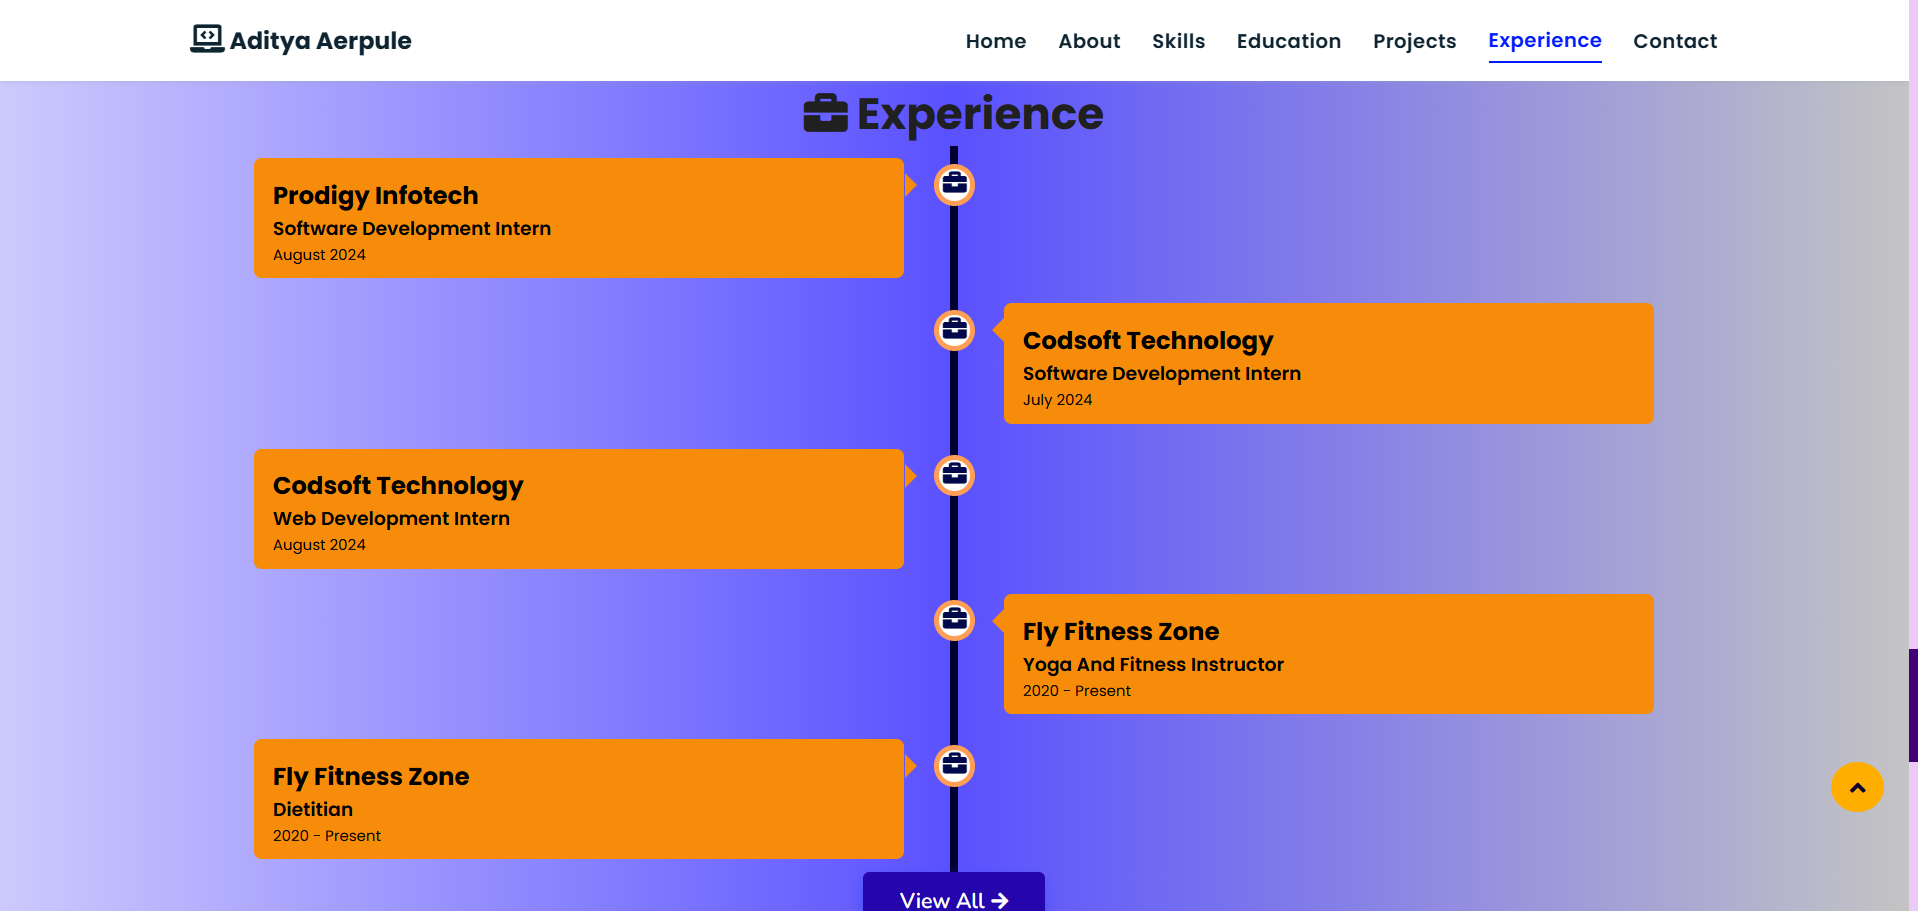 Aditya Aerpule
Home About Skills Education Projects Experience Contact
Experience
Prodigy Infotech
Software Development Intern
August 2024
Codsoft Technology
Software Development Intern
July 2024
Codsoft Technology
Web Development Intern
August 2024
Fly Fitness Zone
Yoga And Fitness Instructor
2020 - Present
Fly Fitness Zone
Dietitian
2020 - Present
View All